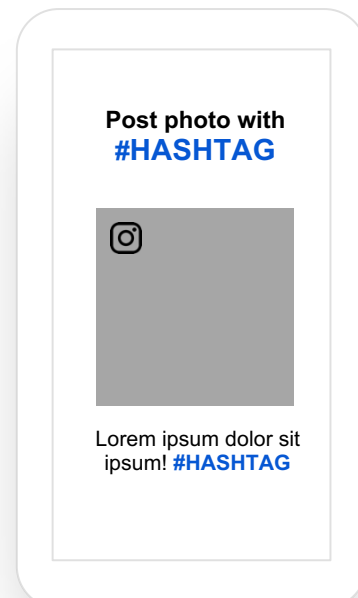 Post photo with
#HASHTAG
Lorem ipsum dolor sit
ipsum! #HASHTAG